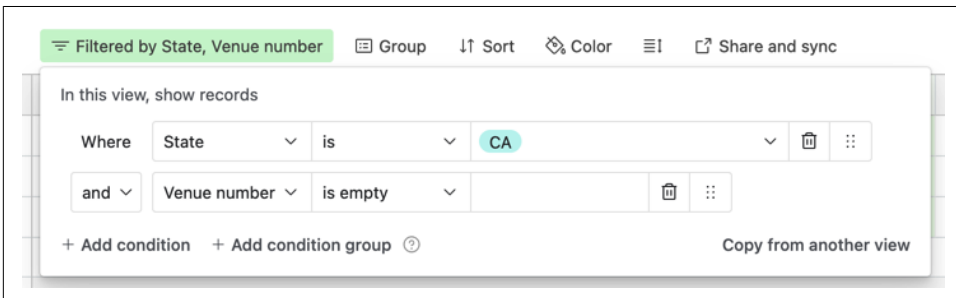 Filtered by State, Venue number Group Sort Color Share and sync
In this view, show records
Where State is CA
and Venue number is empty
+ Add condition + Add condition group ?
Copy from another view